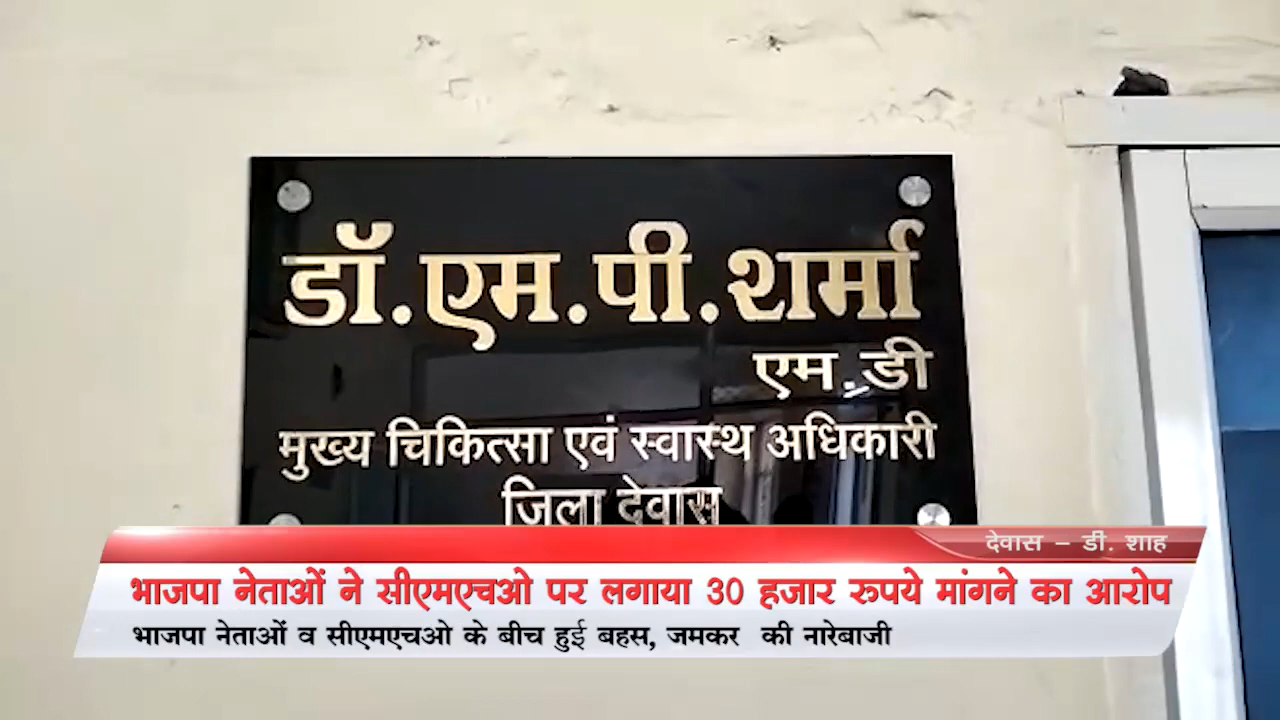 डॉ.एम.पी.शर्मा
एम.डी
मुख्य चिकित्सा एवं स्वास्थ अधिकारी
जिला देवास
देवास – डी. शाह
भाजपा नेताओं ने सीएमएचओ पर लगाया 30 हजार रुपये मांगने का आरोप
भाजपा नेताओं व सीएमएचओ के बीच हुई बहस, जमकर की नारेबाजी